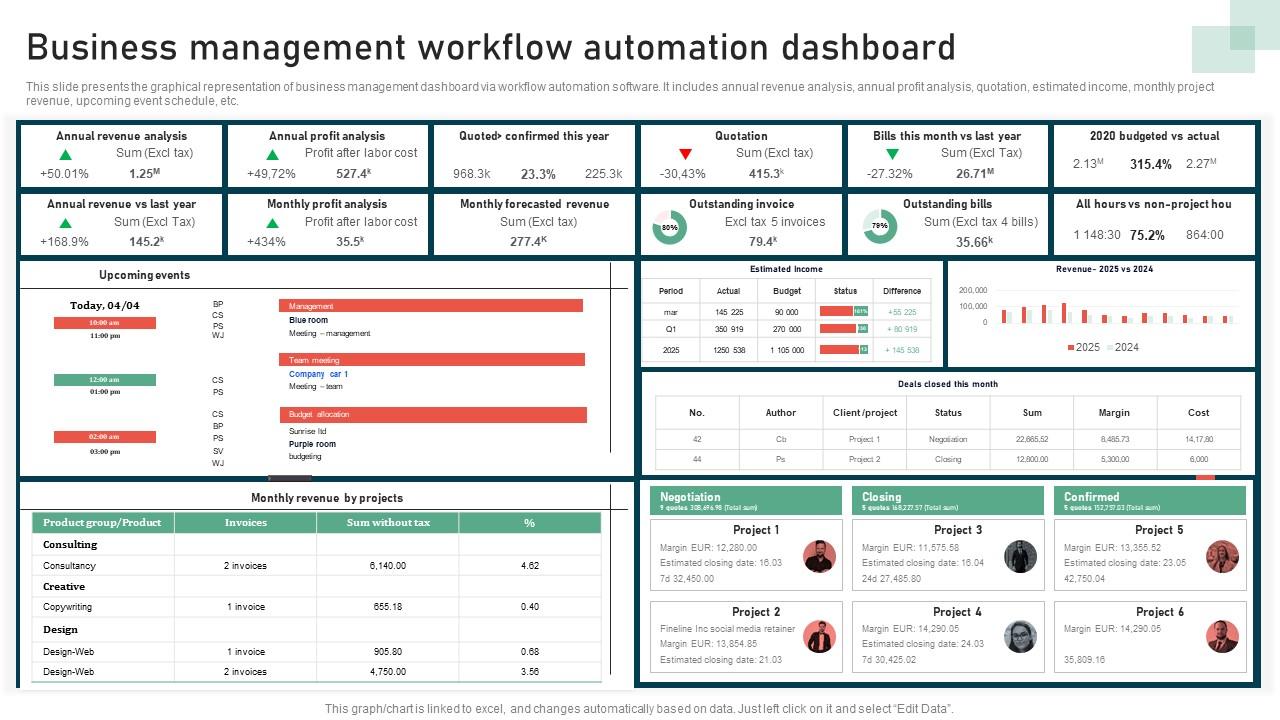 Business management workflow automation dashboard
This slide presents the graphical representation of business management dashboard via workflow automation software. It includes annual revenue analysis, annual profit analysis, quotation, estimated income, monthly project
revenue, upcoming event schedule, etc.
Annual revenue analysis
Sum (Excl tax)
+50.01% 1.25M
Annual profit analysis
Profit after labor cost
+49,72% 527.4k
Quoted> confirmed this year
968.3k 23.3% 225.3k
Quotation
Sum (Excl tax)
-30,43% 415.3k
Bills this month vs last year
Sum (Excl Tax)
-27.32% 26.71M
2020 budgeted vs actual
2.13M 315.4% 2.27M
Annual revenue vs last year
Sum (Excl Tax)
+168.9% 145.2k
Monthly profit analysis
Profit after labor cost
+434% 35.5k
Monthly forecasted revenue
Sum (Excl tax)
277.4K
Outstanding invoice
80%
Excl tax 5 invoices
79.4k
Outstanding bills
79%
Sum (Excl tax 4 bills)
35.66k
All hours vs non-project hou
1 148:30 75.2% 864:00
Upcoming events
Today, 04/04
10:00 am
11:00 pm
BP
CS
PS
WJ
Management
Blue room
Meeting – management
12:00 am
01:00 pm
CS
PS
Team meeting
Company car 1
Meeting – team
02:00 am
03:00 pm
CS
BP
PS
SV
WJ
Budget allocation
Sunrise ltd
Purple room
budgeting
Estimated Income
Period Actual Budget Status Difference
mar 145 225 90 000 161% +55 225
Q1 350 919 270 000 + 80 919
2025 1250 538 1 105 000 + 145 538
Revenue- 2025 vs 2024
200,000
100,000
0
2025 2024
Deals closed this month
No. Author Client /project Status Sum Margin Cost
42 Cb Project 1 Negotiation 22,665.52 8,485.73 14,17,80
44 Ps Project 2 Closing 12,800.00 5,300,00 6,000
Monthly revenue by projects
Product group/Product Invoices Sum without tax %
Consulting
Consultancy 2 invoices 6,140.00 4.62
Creative
Copywriting 1 invoice 655.18 0.40
Design
Design-Web 1 invoice 905.80 0.68
Design-Web 2 invoices 4,750.00 3.56
Negotiation
9 quotes 308,696.98 (Total sum)
Project 1
Margin EUR: 12,280.00
Estimated closing date: 16.03
7d 32,450.00
Project 2
Fineline Inc social media retainer
Margin EUR: 13,854.85
Estimated closing date: 21.03
Closing
5 quotes 168,227.57 (Total sum)
Project 3
Margin EUR: 11,575.58
Estimated closing date: 16.04
24d 27,485.80
Project 4
Margin EUR: 14,290.05
Estimated closing date: 24.03
7d 30,425.02
Confirmed
5 quotes 152,757.03 (Total sum)
Project 5
Margin EUR: 13,355.52
Estimated closing date: 23.05
42,750.04
Project 6
Margin EUR: 14,290.05
35,809.16
This graph/chart is linked to excel, and changes automatically based on data. Just left click on it and select “Edit Data”.